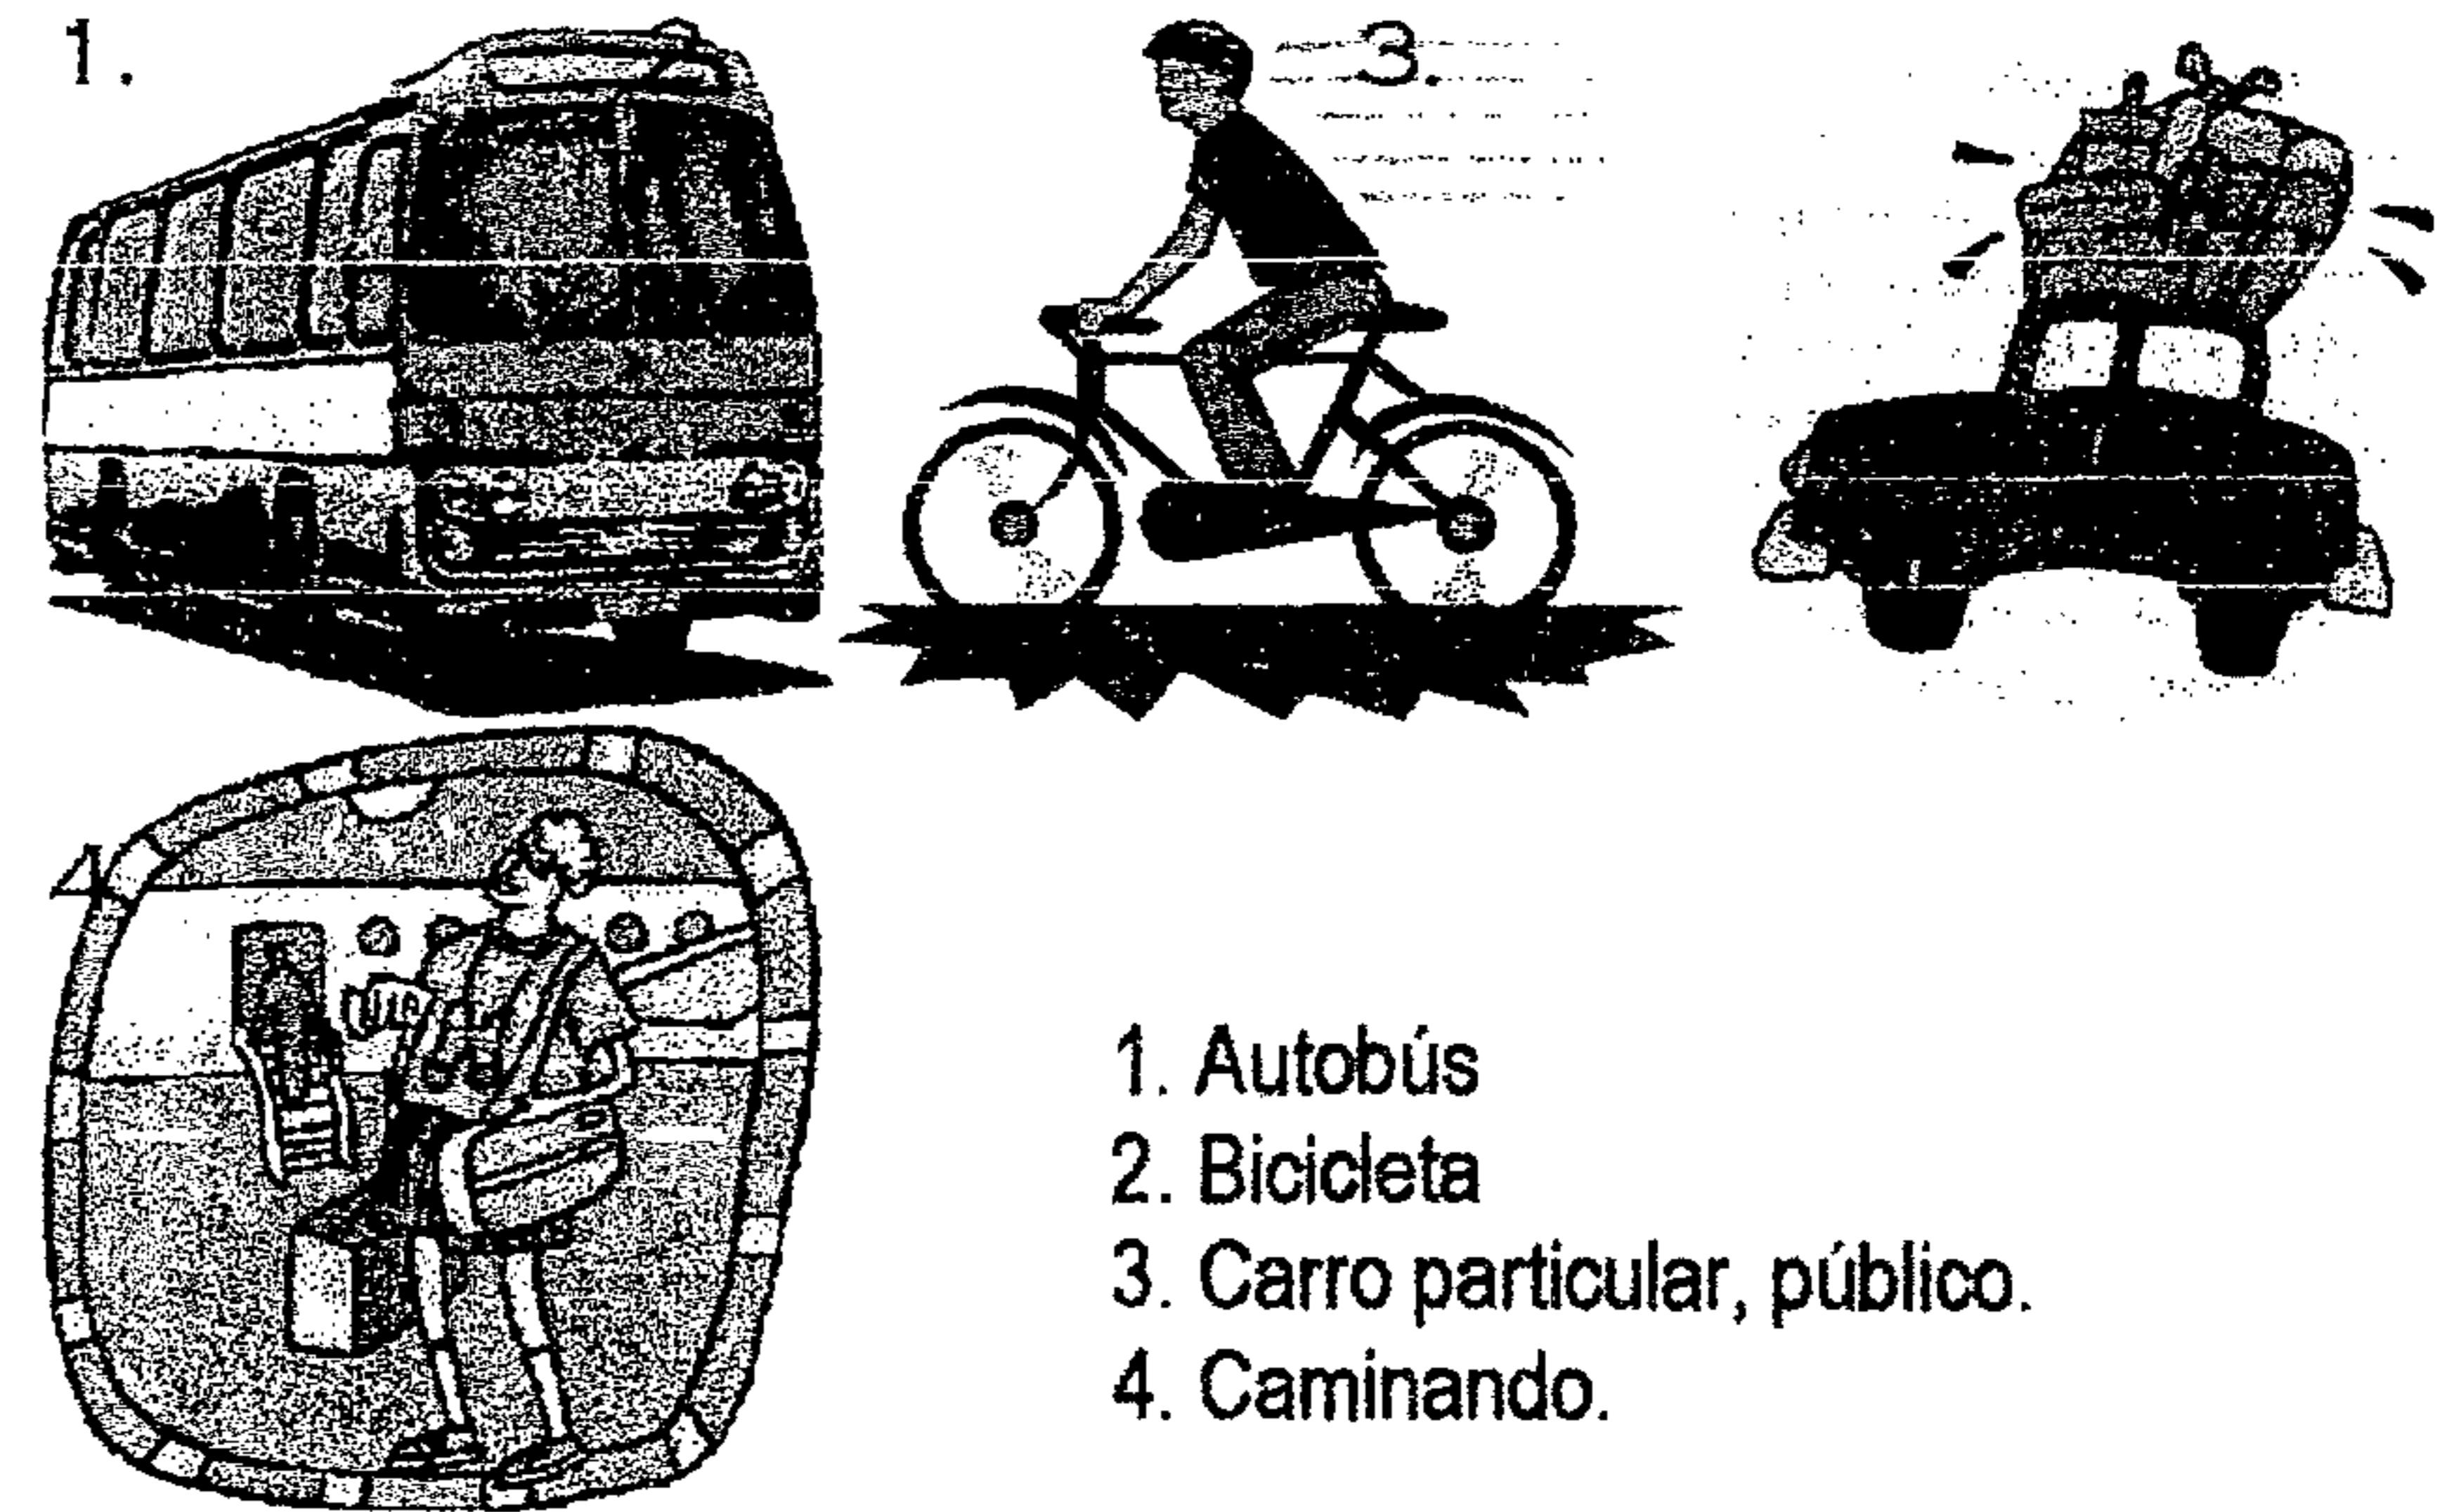 1.
3.
4
1. Autobús
2. Bicicleta
3. Carro particular, público.
4. Caminando.